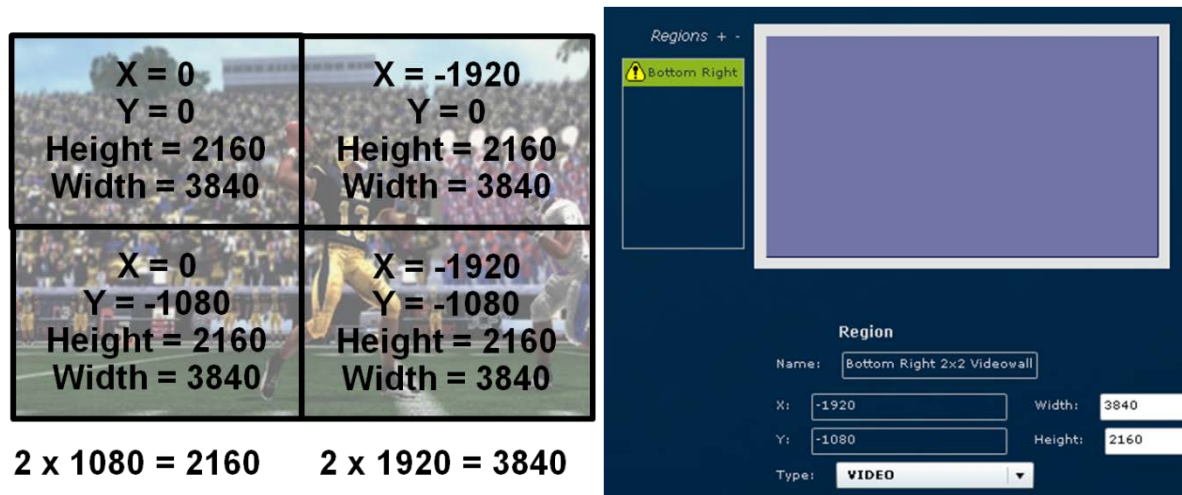 X = 0
Y = 0
Height = 2160
Width = 3840
X = -1920
Y = 0
Height = 2160
Width = 3840
X = 0
Y = -1080
Height = 2160
Width = 3840
X = -1920
Y = -1080
Height = 2160
Width = 3840
2 x 1080 = 2160
2 x 1920 = 3840
Regions + -
Bottom Right
Region
Name: Bottom Right 2x2 Videowall
X: -1920 Width: 3840
Y: -1080 Height: 2160
Type: VIDEO